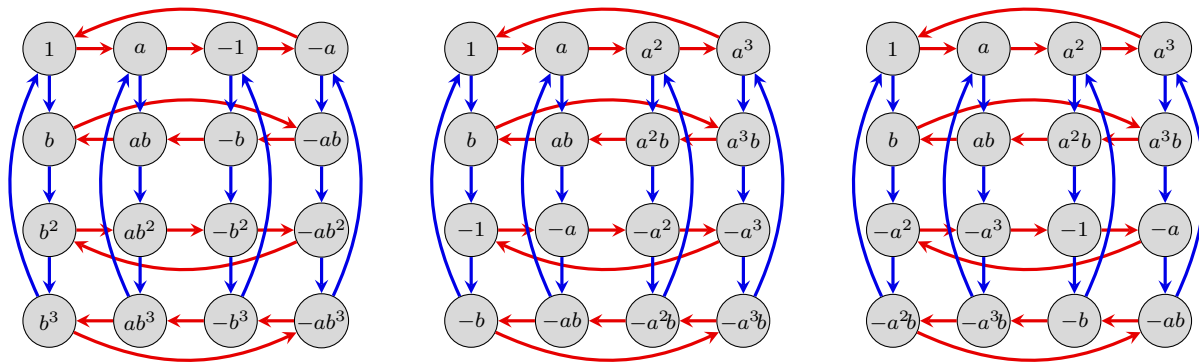 1 a −1 −a 1 a a² a³ 1 a a² a³
b ab −b −ab b ab a²b a³b b ab a²b a³b
b² ab² −b² −ab² −1 −a −a² −a³ −a² −a³ −1 −a
b³ ab³ −b³ −ab³ −b −ab −a²b −a³b −a²b −a³b −b −ab